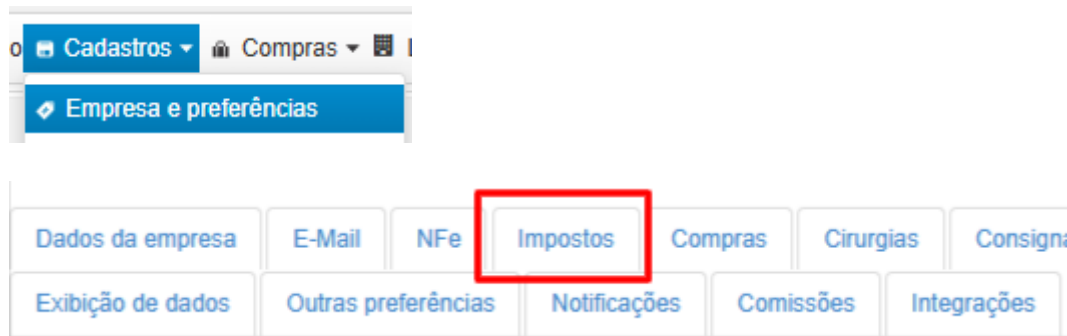 o Cadastros Compras
Empresa e preferências
Dados da empresa E-Mail NFe Impostos Compras Cirurgias
Exibição de dados Outras preferências Notificações Comissões Integrações